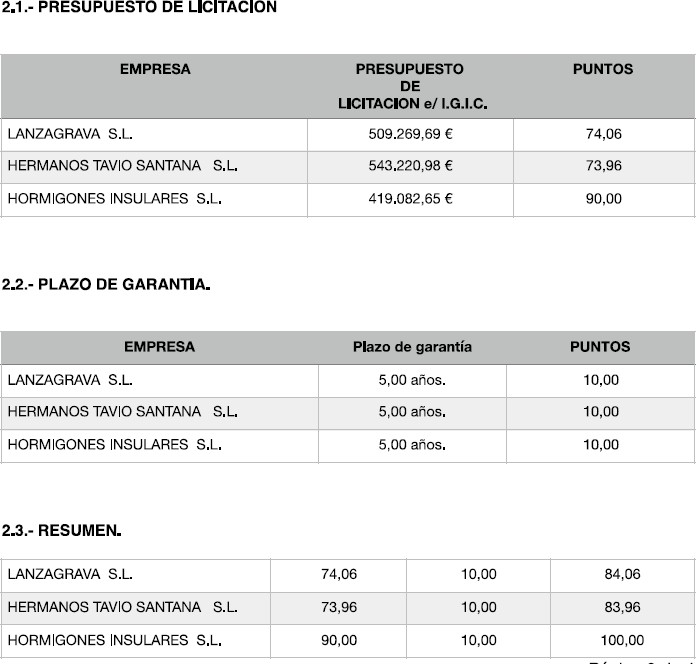 2.1.- PRESUPUESTO DE LICITACION
EMPRESA PRESUPUESTO DE LICITACION e/ I.G.I.C. PUNTOS
LANZAGRAVA S.L. 509.269,69 € 74,06
HERMANOS TAVIO SANTANA S.L. 543.220,98 € 73,96
HORMIGONES INSULARES S.L. 419.082,65 € 90,00
2.2.- PLAZO DE GARANTIA.
EMPRESA Plazo de garantía PUNTOS
LANZAGRAVA S.L. 5,00 años. 10,00
HERMANOS TAVIO SANTANA S.L. 5,00 años. 10,00
HORMIGONES INSULARES S.L. 5,00 años. 10,00
2.3.- RESUMEN.
LANZAGRAVA S.L. 74,06 10,00 84,06
HERMANOS TAVIO SANTANA S.L. 73,96 10,00 83,96
HORMIGONES INSULARES S.L. 90,00 10,00 100,00